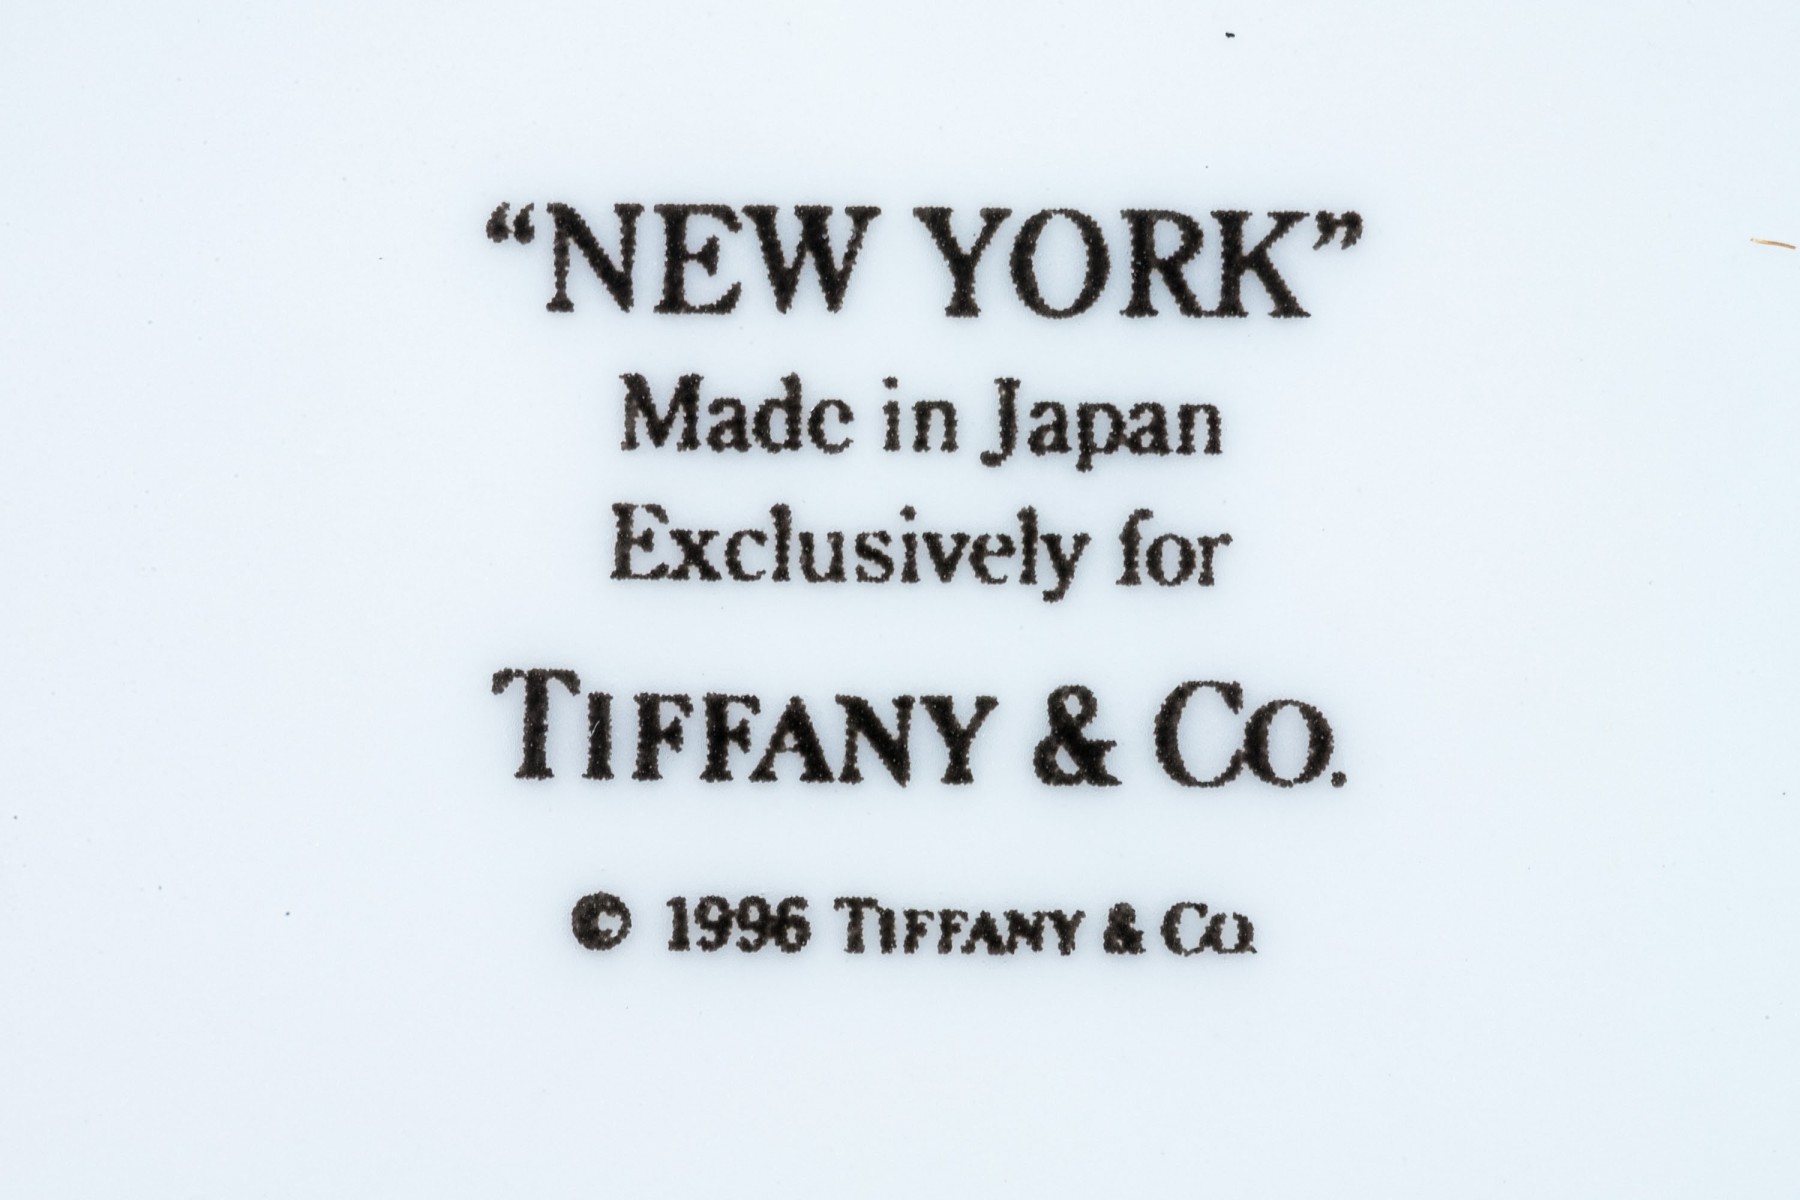 “NEW YORK”
Made in Japan
Exclusively for
TIFFANY & CO.
© 1996 TIFFANY & CO.